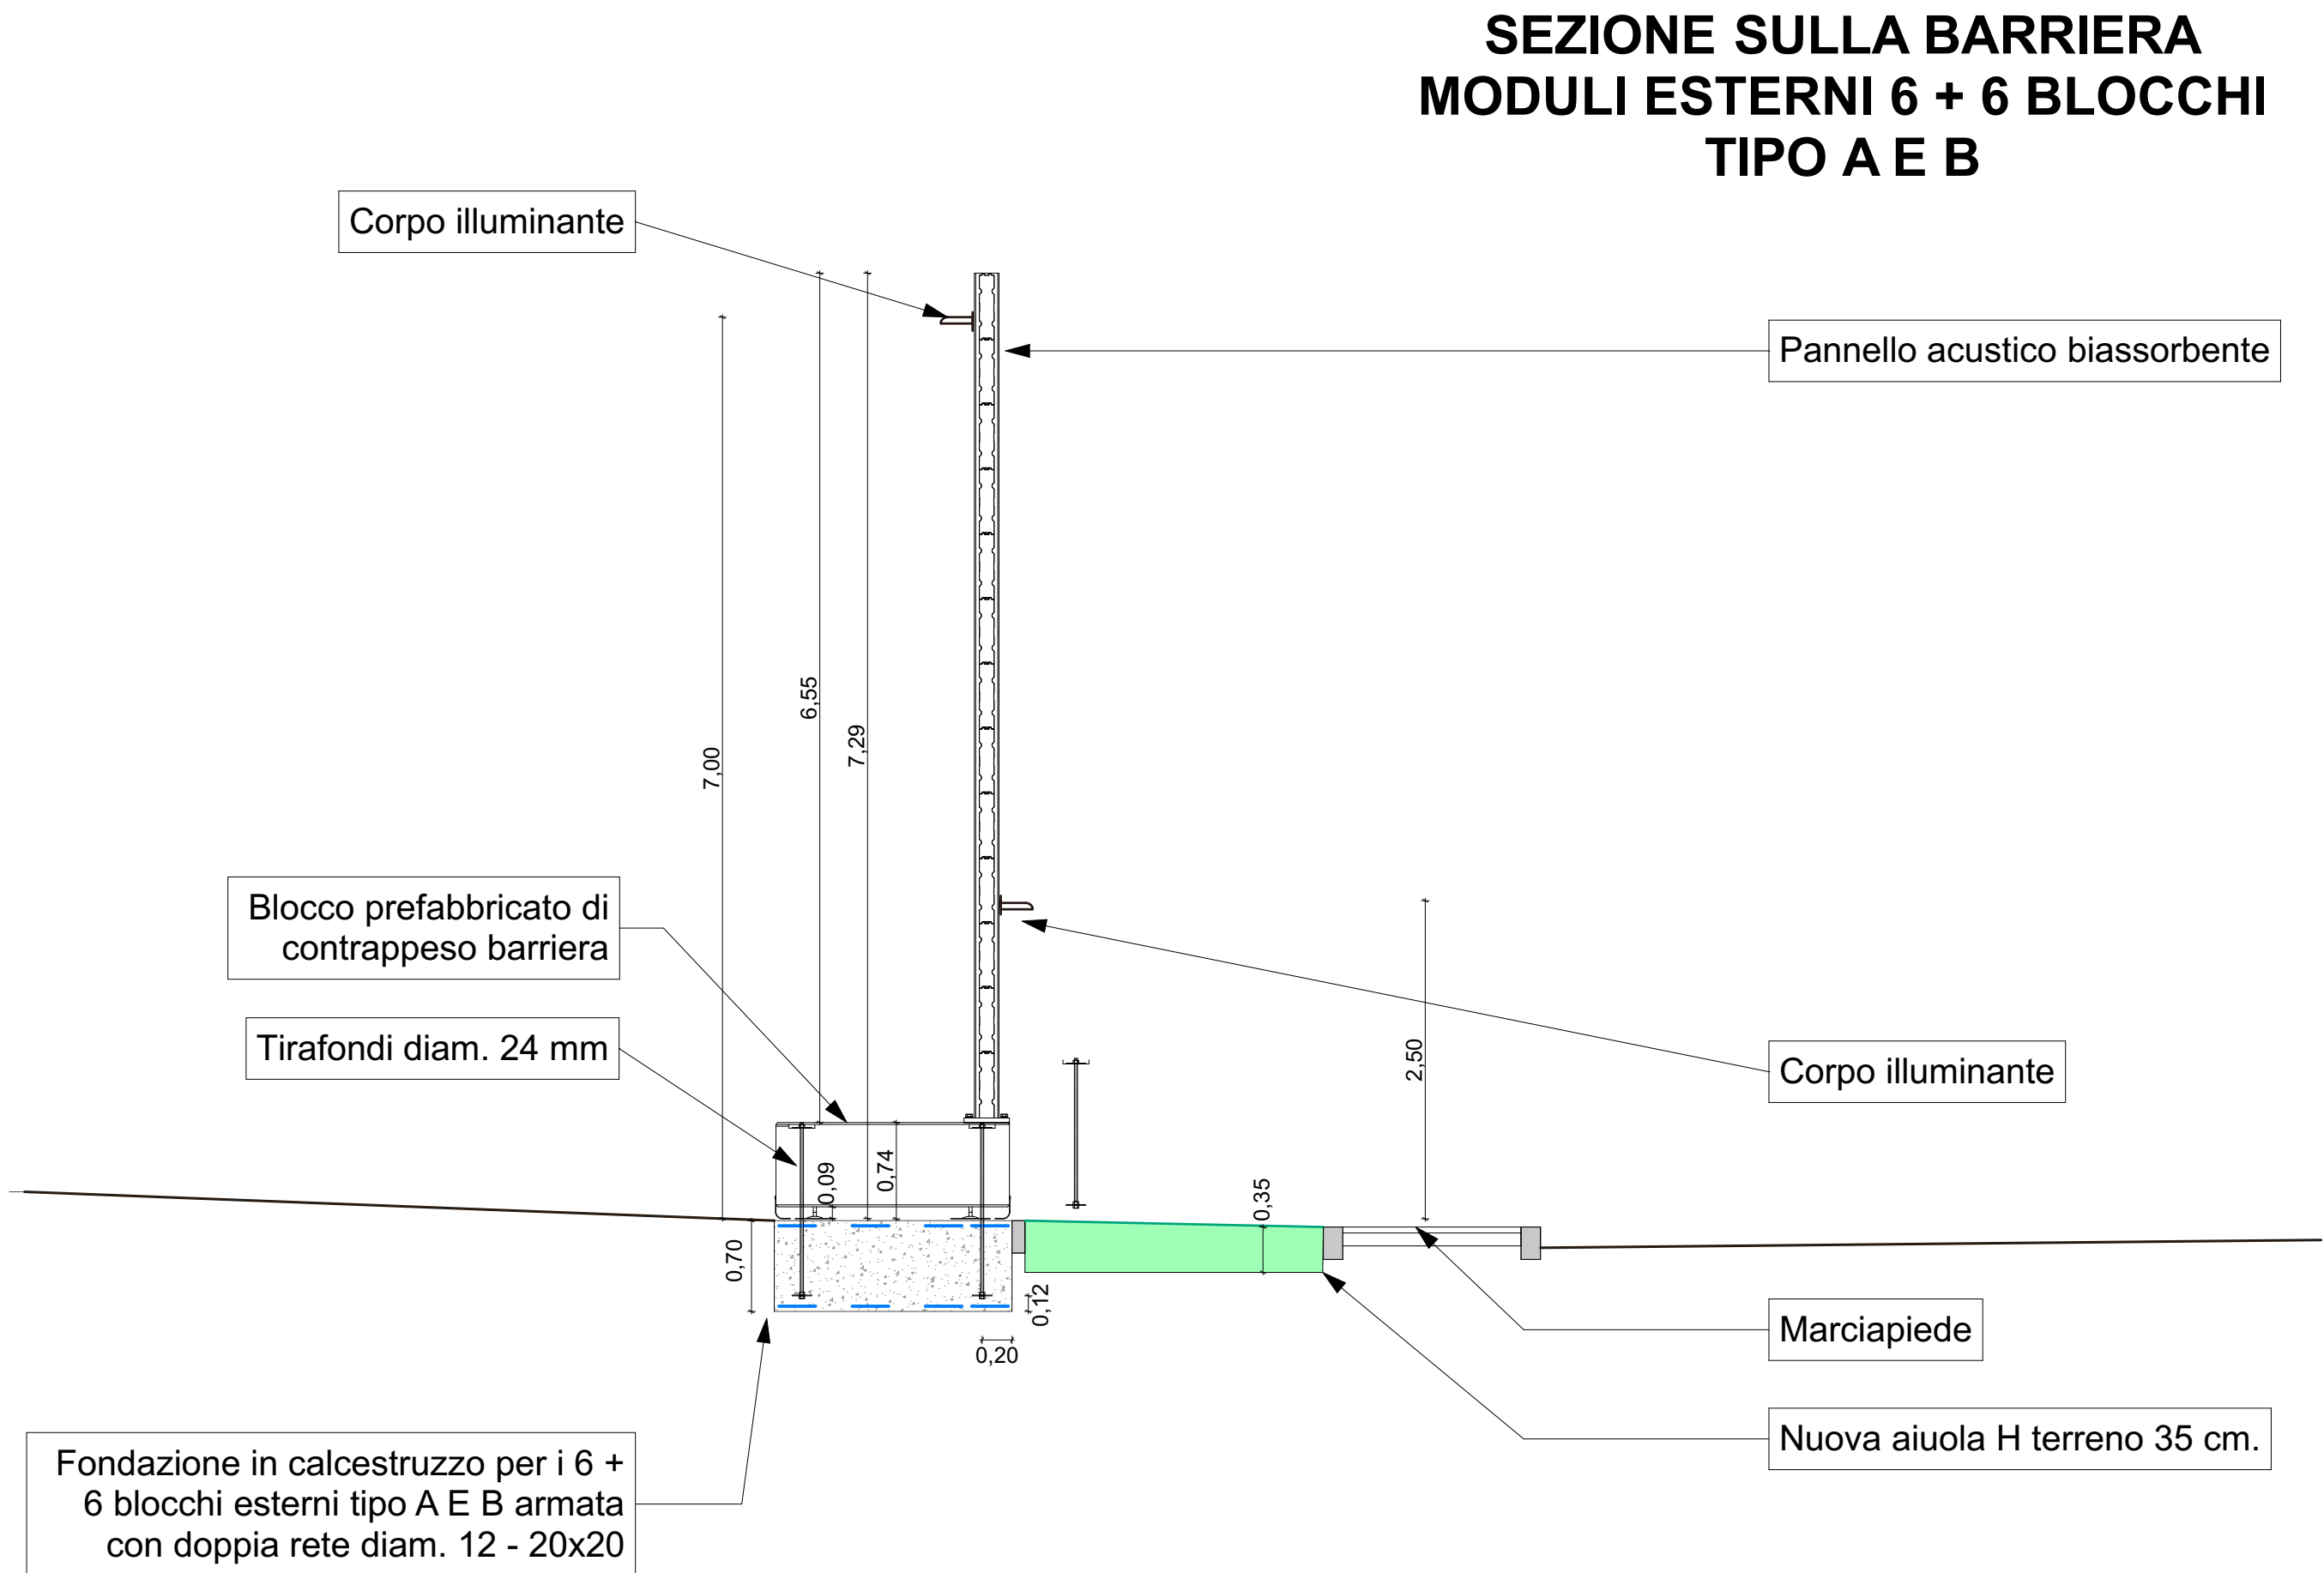 SEZIONE SULLA BARRIERA
MODULI ESTERNI 6 + 6 BLOCCHI
TIPO A E B
Corpo illuminante
Pannello acustico biassorbente
6,55
7,29
7,00
Blocco prefabbricato di
contrappeso barriera
Tirafondi diam. 24 mm
2,50
Corpo illuminante
0,09
0,74
0,35
0,70
0,12
0,20
Marciapiede
Nuova aiuola H terreno 35 cm.
Fondazione in calcestruzzo per i 6 +
6 blocchi esterni tipo A E B armata
con doppia rete diam. 12 - 20x20